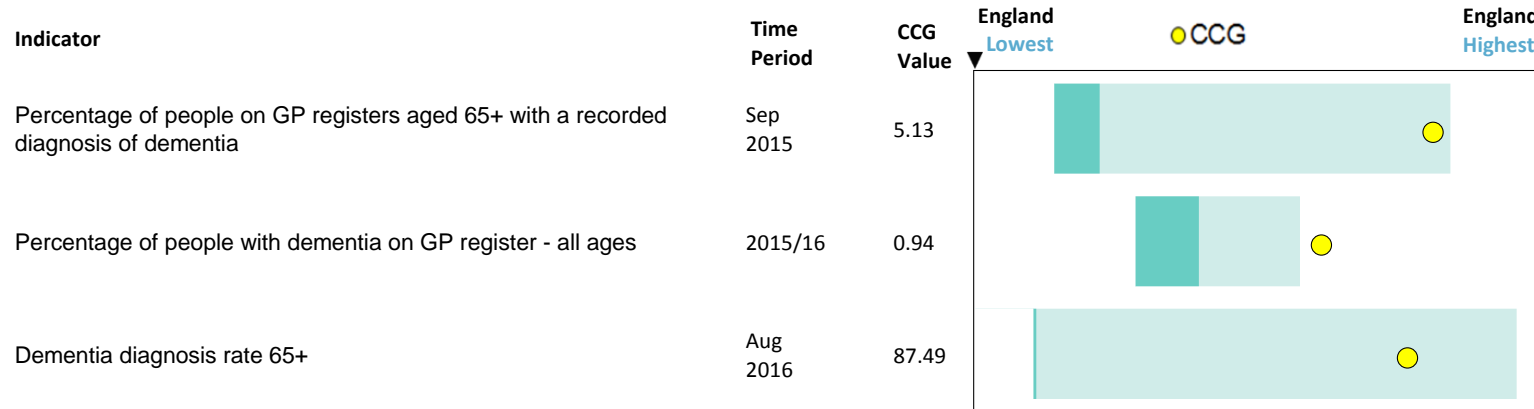 Indicator
Time Period
CCG Value
England Lowest
CCG
England Highest
Percentage of people on GP registers aged 65+ with a recorded
diagnosis of dementia
Sep
2015
5.13
Percentage of people with dementia on GP register - all ages
2015/16
0.94
Dementia diagnosis rate 65+
Aug
2016
87.49